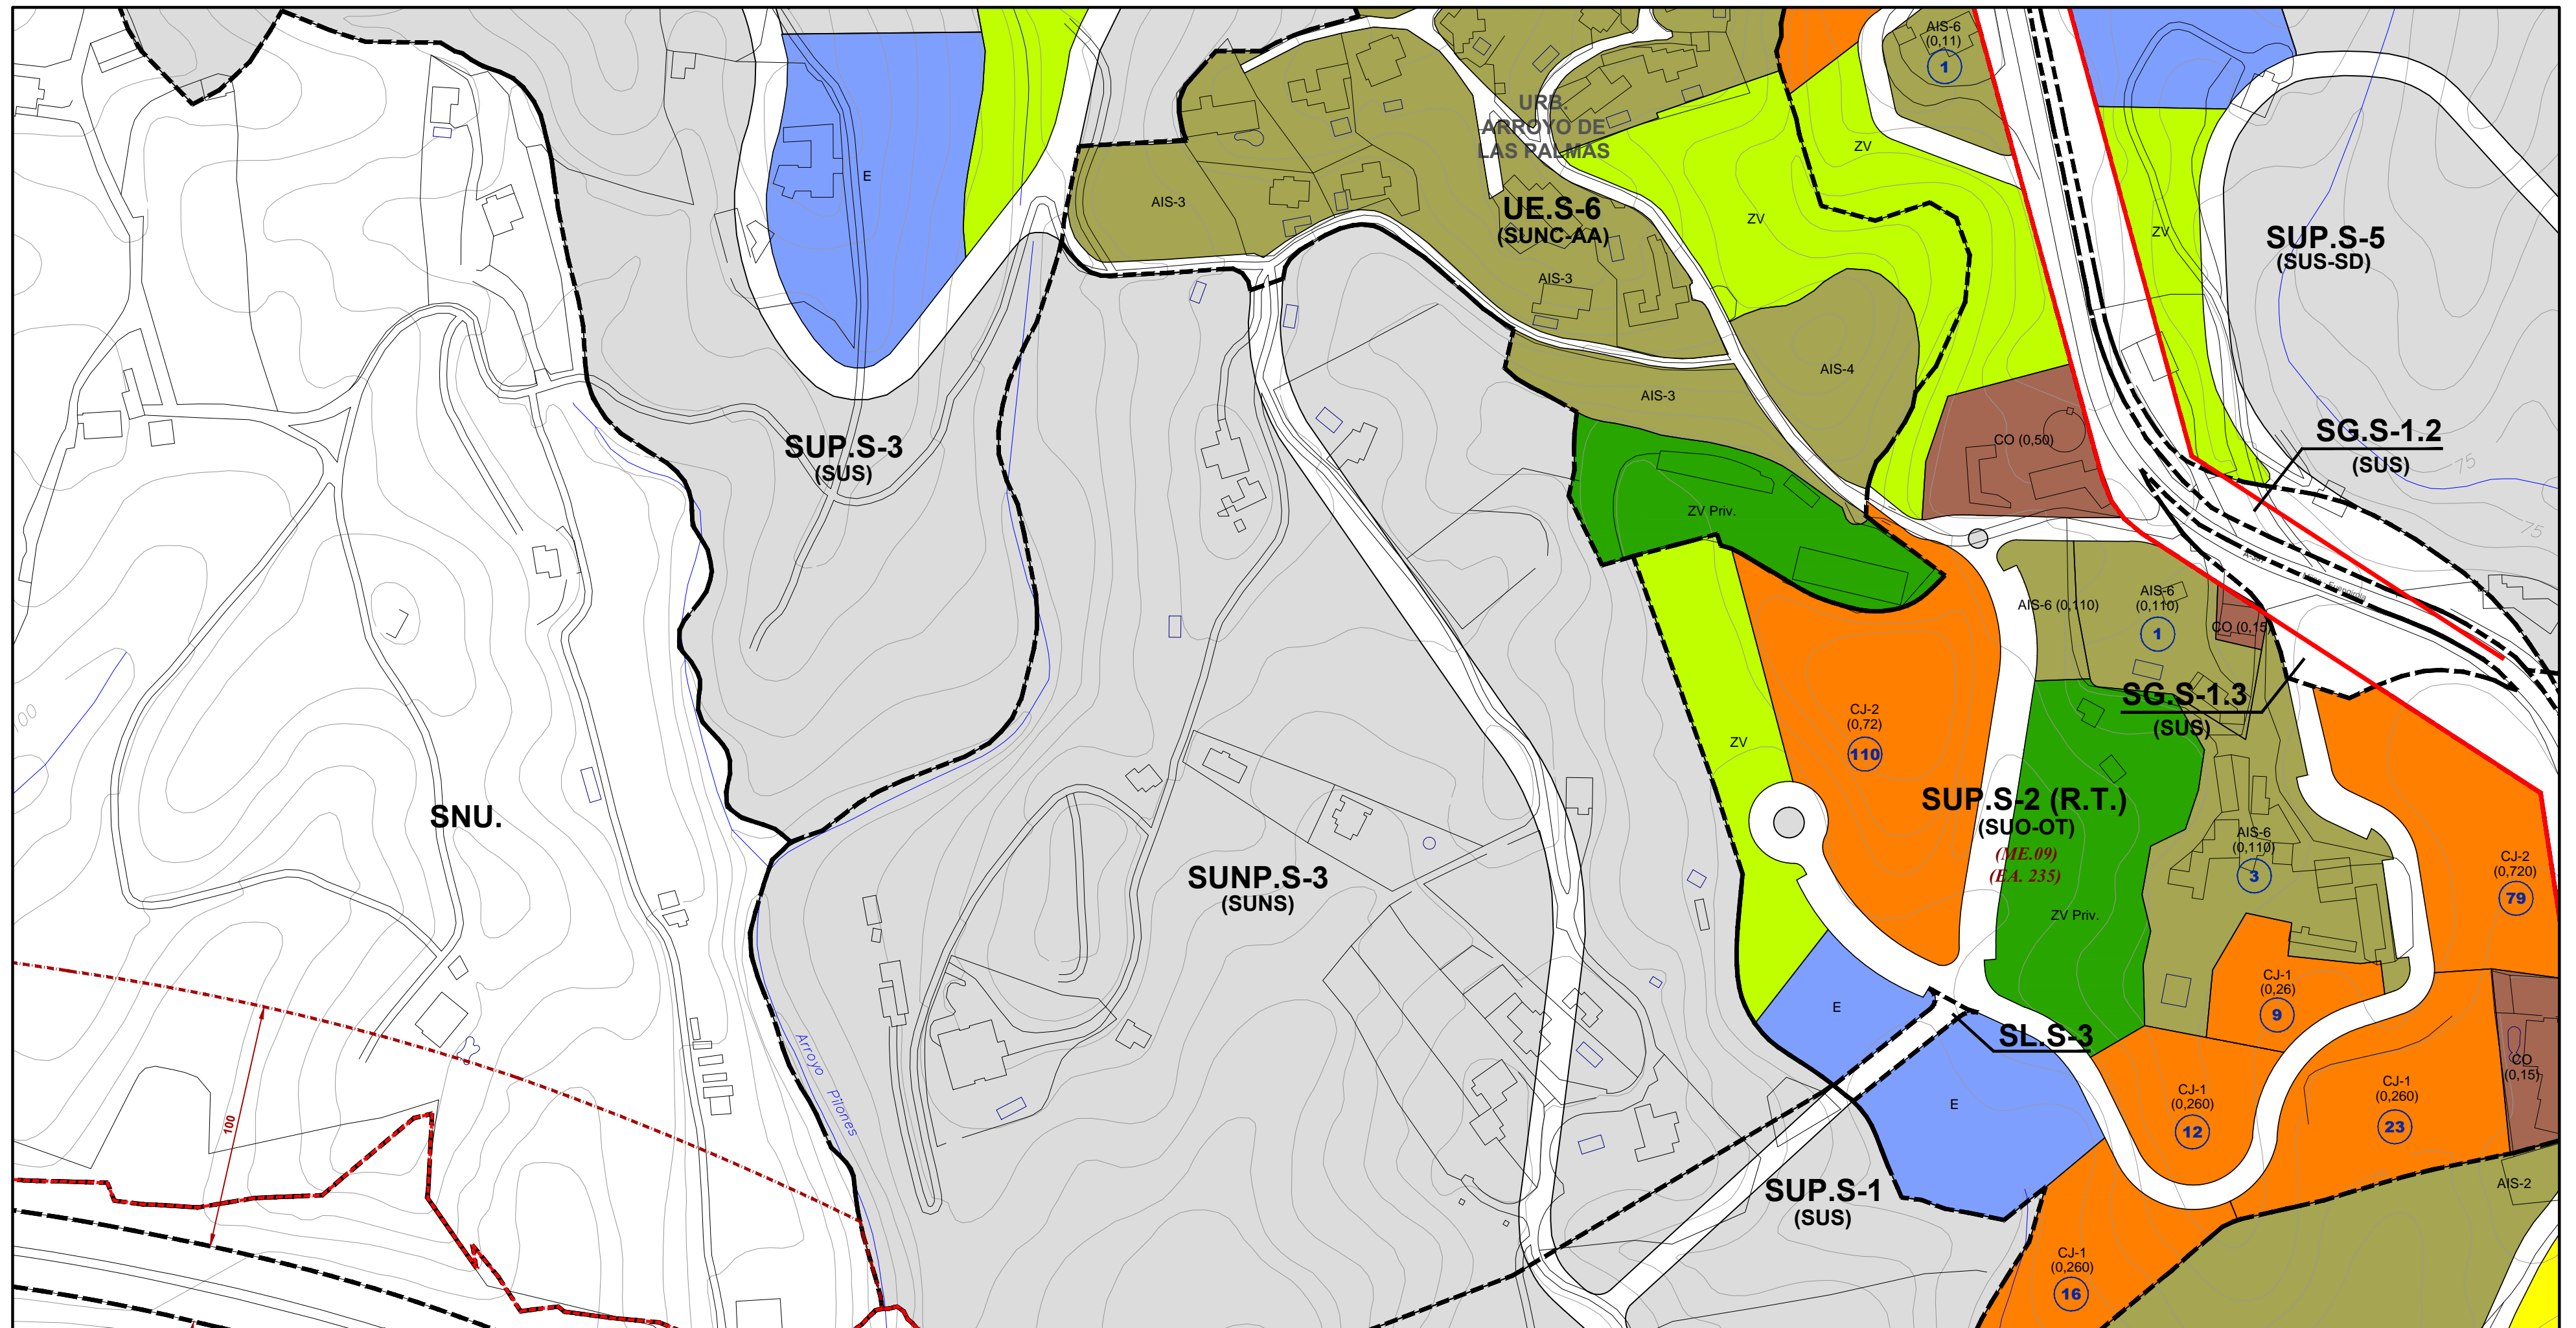 AIS-6
(0,11)
1
URB.
ARROYO DE
LAS PALMAS
ZV
E
AIS-3
UE.S-6
(SUNC-AA)
ZV
ZV
SUP.S-5
(SUS-SD)
AIS-3
AIS-4
AIS-3
SUP.S-3
(SUS)
CO (0,50)
SG.S-1.2
(SUS)
75
75
ZV Priv.
AIS-6 (0,110)
AIS-6
(0,110)
1
CO (0,15)
SG.S-1.3
(SUS)
100
CJ-2
(0,72)
110
ZV
SNU.
SUP.S-2 (R.T.)
(SUO-OT)
(ME.09)
(EA. 235)
AIS-6
(0,110)
3
CJ-2
(0,720)
79
SUNP.S-3
(SUNS)
ZV Priv.
CJ-1
(0,26)
9
E
SL.S-3
Arroyo Pilones
CO
(0,15)
100
E
CJ-1
(0,260)
12
CJ-1
(0,260)
23
SUP.S-1
(SUS)
AIS-2
CJ-1
(0,260)
16